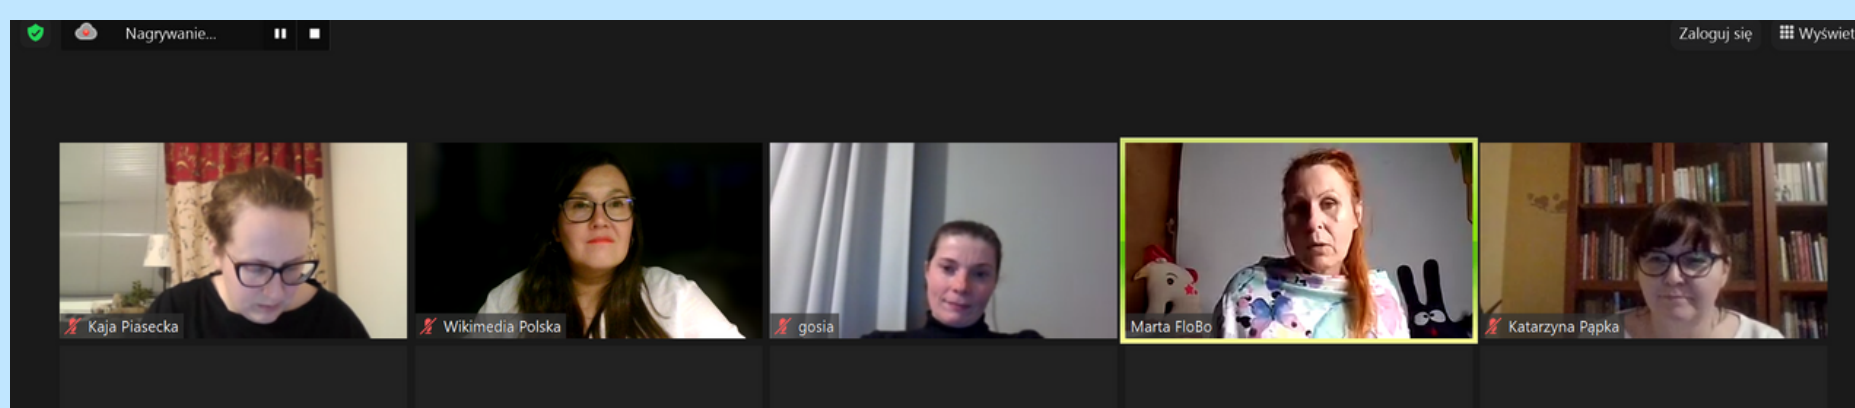 Nagrywanie...
Zaloguj się
Wyświet
Kaja Piasecka
Wikimedia Polska
gosia
Marta FloBo
Katarzyna Pąpka